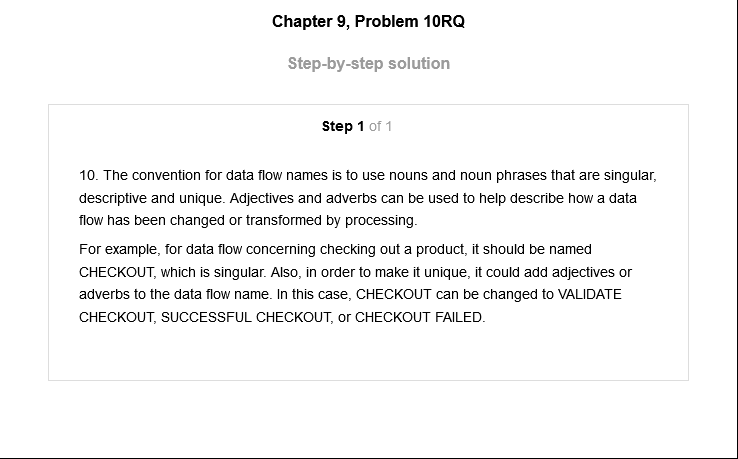 Chapter 9, Problem 10RQ
Step-by-step solution
Step 1 of 1
10. The convention for data flow names is to use nouns and noun phrases that are singular,
descriptive and unique. Adjectives and adverbs can be used to help describe how a data
flow has been changed or transformed by processing.
For example, for data flow concerning checking out a product, it should be named
CHECKOUT, which is singular. Also, in order to make it unique, it could add adjectives or
adverbs to the data flow name. In this case, CHECKOUT can be changed to VALIDATE
CHECKOUT, SUCCESSFUL CHECKOUT, or CHECKOUT FAILED.